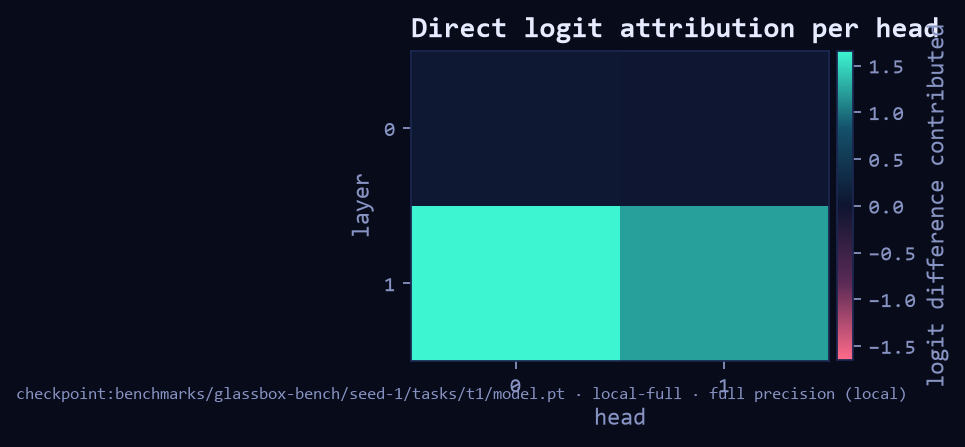 Direct logit attribution per head
0
1
layer
0
1
head
1.5
1.0
0.5
0.0
−0.5
−1.0
−1.5
logit difference contributed
checkpoint:benchmarks/glassbox-bench/seed-1/tasks/t1/model.pt · local-full · full precision (local)